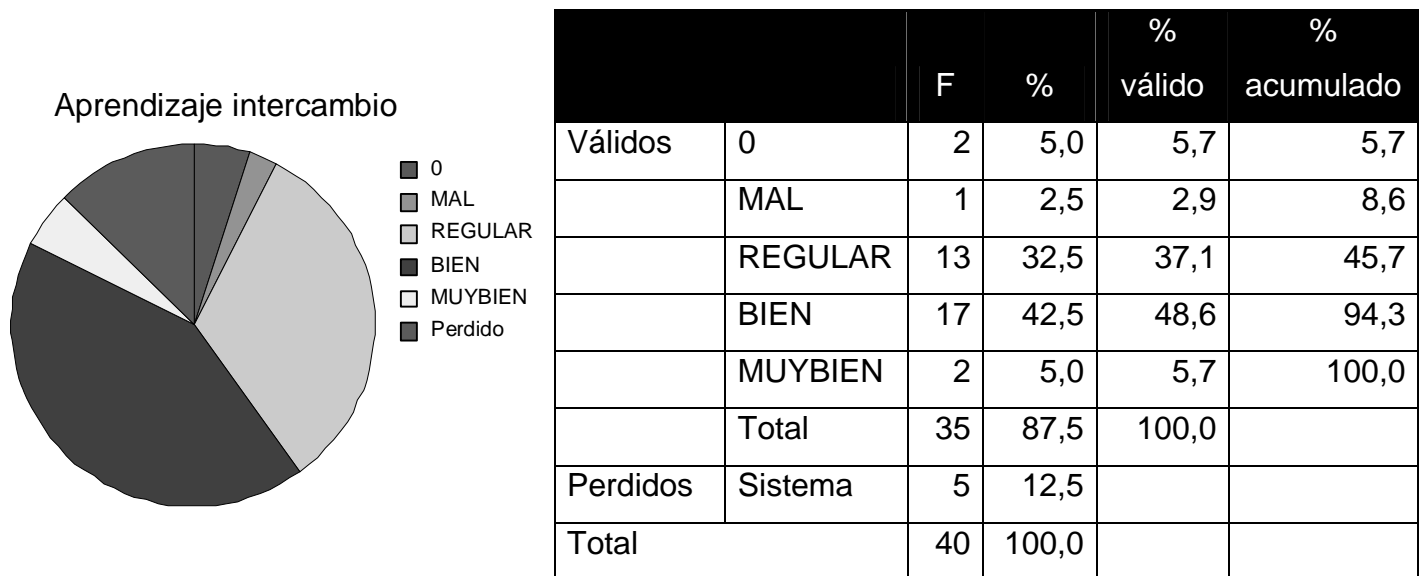 Aprendizaje intercambio
0
MAL
REGULAR
BIEN
MUYBIEN
Perdido
F % % válido % acumulado
Válidos 0 2 5,0 5,7 5,7
MAL 1 2,5 2,9 8,6
REGULAR 13 32,5 37,1 45,7
BIEN 17 42,5 48,6 94,3
MUYBIEN 2 5,0 5,7 100,0
Total 35 87,5 100,0
Perdidos Sistema 5 12,5
Total 40 100,0